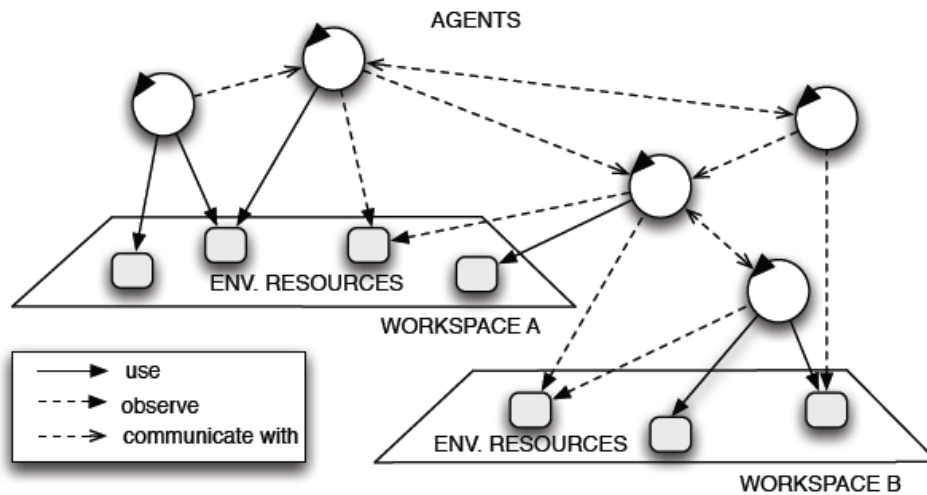 AGENTS
ENV. RESOURCES
WORKSPACE A
use
observe
communicate with
ENV. RESOURCES
WORKSPACE B